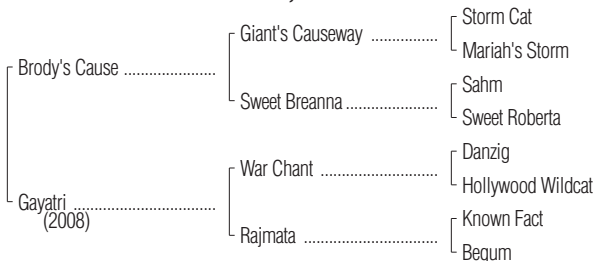 Storm Cat
Giant's Causeway ................
Mariah's Storm
Brody's Cause ......................
Sahm
Sweet Breanna ......................
Sweet Roberta
Danzig
War Chant ...........................
Hollywood Wildcat
Gayatri ..................................
(2008)
Known Fact
Rajmata ................................
Begum